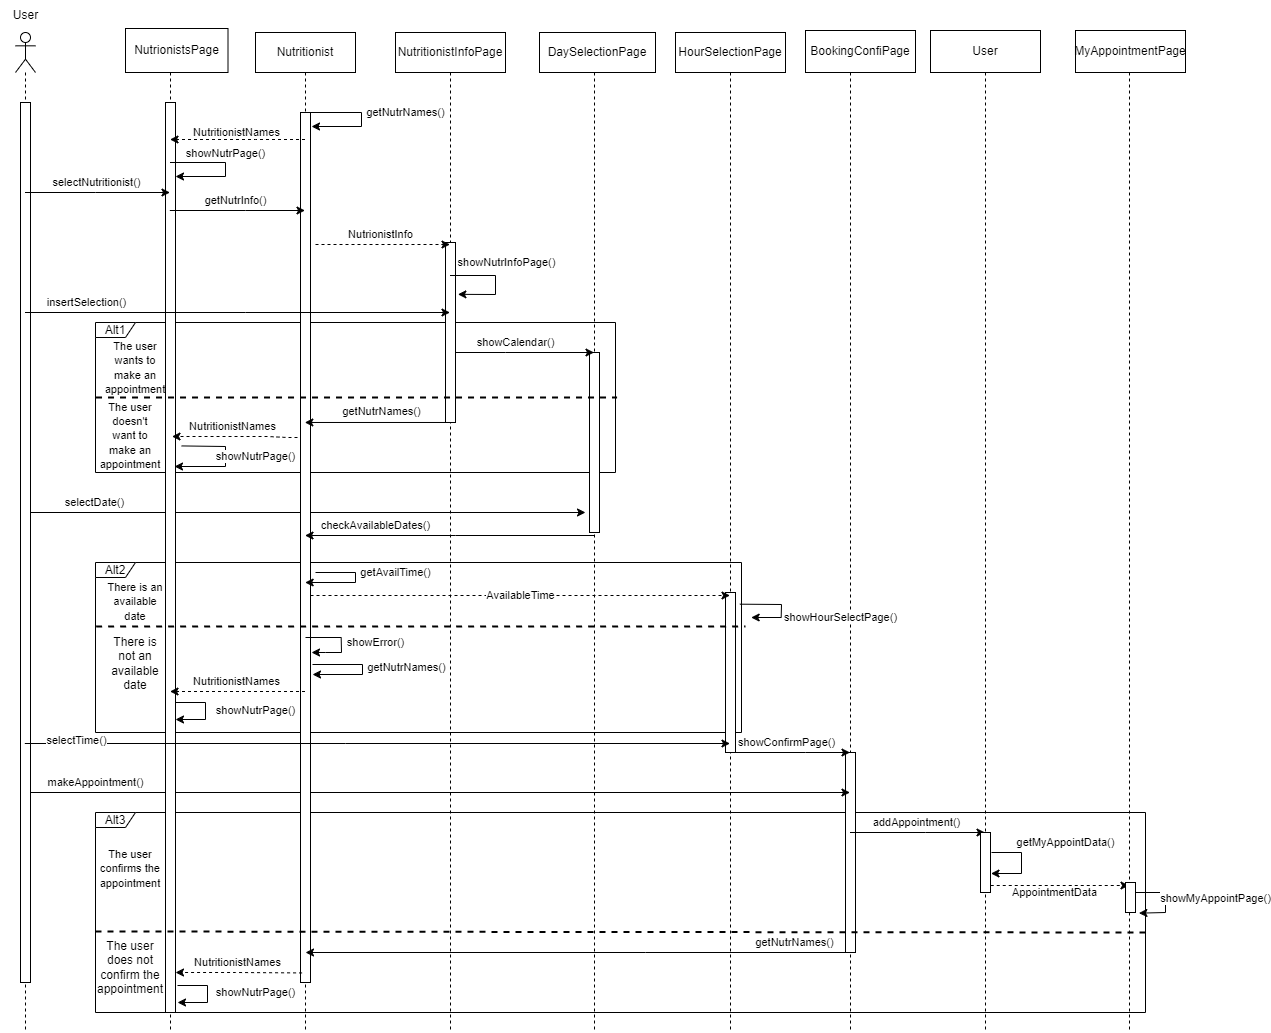 User
NutrionistsPage
Nutritionist
NutritionistInfoPage
DaySelectionPage
HourSelectionPage
BookingConfiPage
User
MyAppointmentPage
getNutrNames()
NutritionistNames
showNutrPage()
selectNutritionist()
getNutrInfo()
NutrionistInfo
showNutrInfoPage()
insertSelection()
Alt1
The user
wants to
make an
appointment
showCalendar()
The user
doesn't
want to
make an
appointment
getNutrNames()
NutritionistNames
showNutrPage()
selectDate()
checkAvailableDates()
Alt2
There is an
available
date
getAvailTime()
AvailableTime
showHourSelectPage()
There is
not an
available
date
showError()
getNutrNames()
NutritionistNames
showNutrPage()
selectTime()
showConfirmPage()
makeAppointment()
Alt3
The user
confirms the
appointment
addAppointment()
getMyAppointData()
AppointmentData
showMyAppointPage()
The user
does not
confirm the
appointment
getNutrNames()
NutritionistNames
showNutrPage()